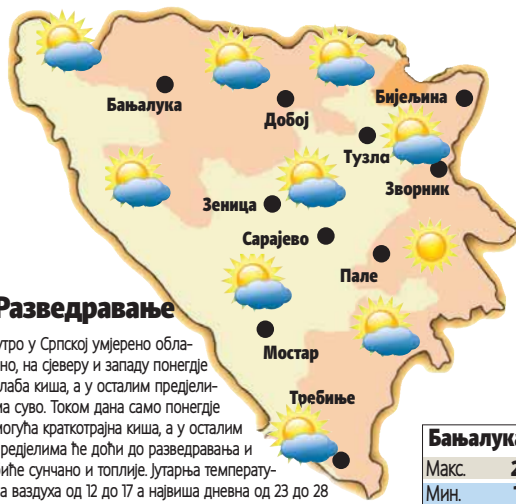 Бањалука
Добој
Бијељина
Тузла
Зворник
Зеница
Сарајево
Пале
Мостар
Требиње
Разведравање
утро у Српској умјерено обла-
но, на сјеверу и западу понегдје
лаба киша, а у осталим предјели-
ма суво. Током дана само понегдје
могућа краткотрајна киша, а у осталим
редјелима ће доћи до разведравања и
иће сунчано и топлије. Јутарња температу-
а ваздуха од 12 до 17 а највиша дневна од 23 до 28
Бањалука
Макс. 2
Мин.